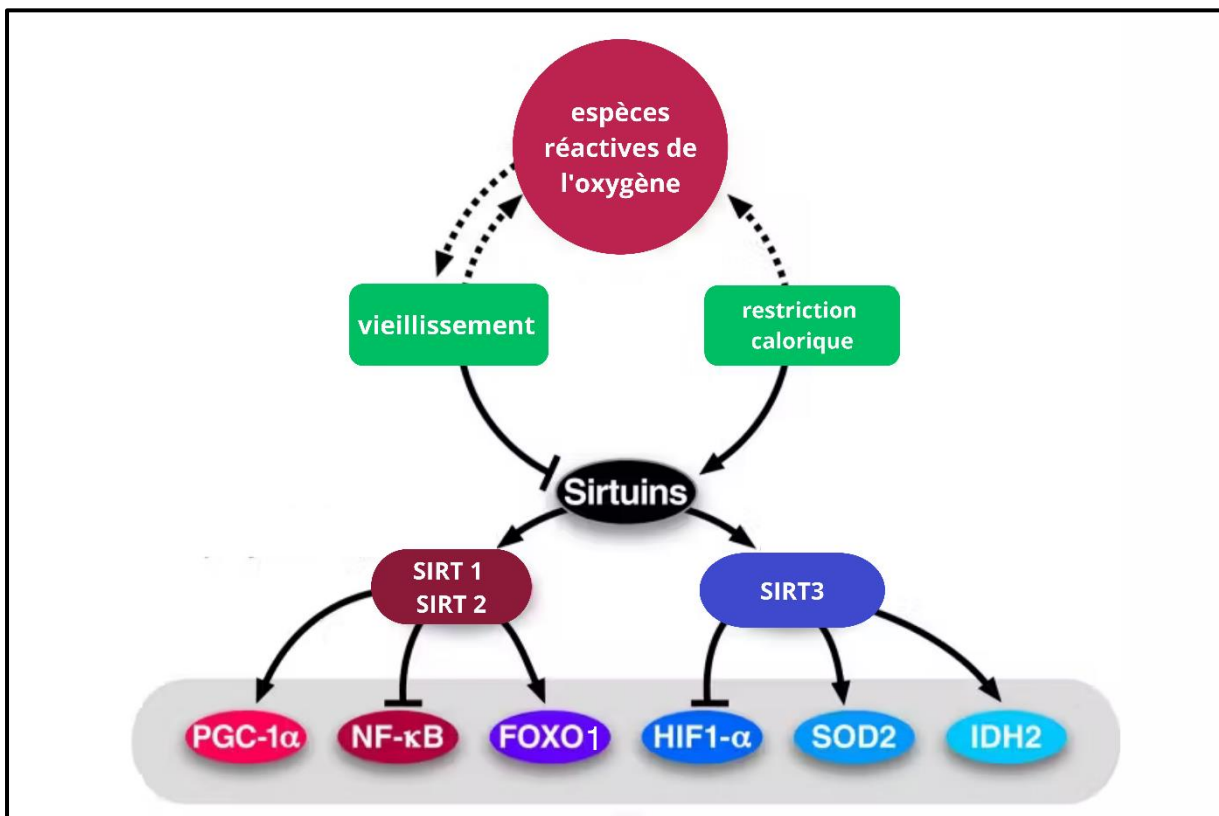 espèces
réactives de
l'oxygène
vieillissement
restriction
calorique
Sirtuins
SIRT 1
SIRT 2
SIRT3
PGC-1α
NF-κB
FOXO1
HIF1-α
SOD2
IDH2